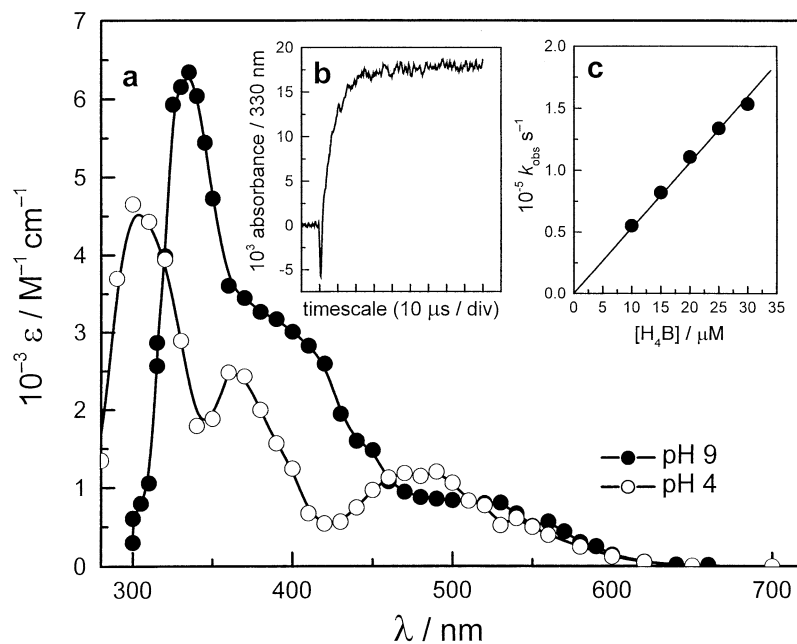 a
10⁻³ ε / M⁻¹ cm⁻¹
7
6
5
4
3
2
1
0
300
400
500
600
700
λ / nm
pH 9
pH 4
b
10³ absorbance / 330 nm
20
15
10
5
0
-5
timescale (10 μs / div)
c
10⁻⁵ k_obs s⁻¹
2.0
1.5
1.0
0.5
0.0
0
5
10
15
20
25
30
35
[H₄B] / μM